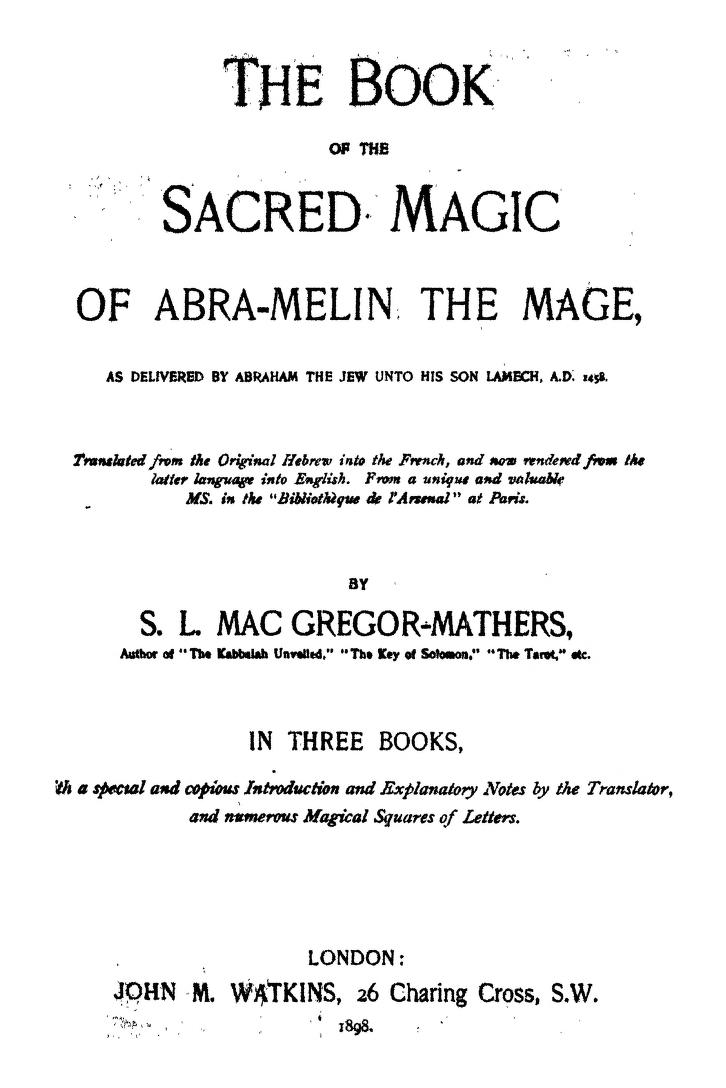 THE BOOK
OF THE
SACRED MAGIC
OF ABRA-MELIN THE MAGE,
AS DELIVERED BY ABRAHAM THE JEW UNTO HIS SON LAMECH, A.D. 1458.
Translated from the Original Hebrew into the French, and now rendered from the
latter language into English. From a unique and valuable
MS. in the "Bibliothèque de l'Arsenal" at Paris.
BY
S. L. MAC GREGOR-MATHERS,
Author of "The Kabbalah Unveiled," "The Key of Solomon," "The Tarot," etc.
IN THREE BOOKS,
ith a special and copious Introduction and Explanatory Notes by the Translator,
and numerous Magical Squares of Letters.
LONDON:
JOHN M. WATKINS, 26 Charing Cross, S.W.
1898.